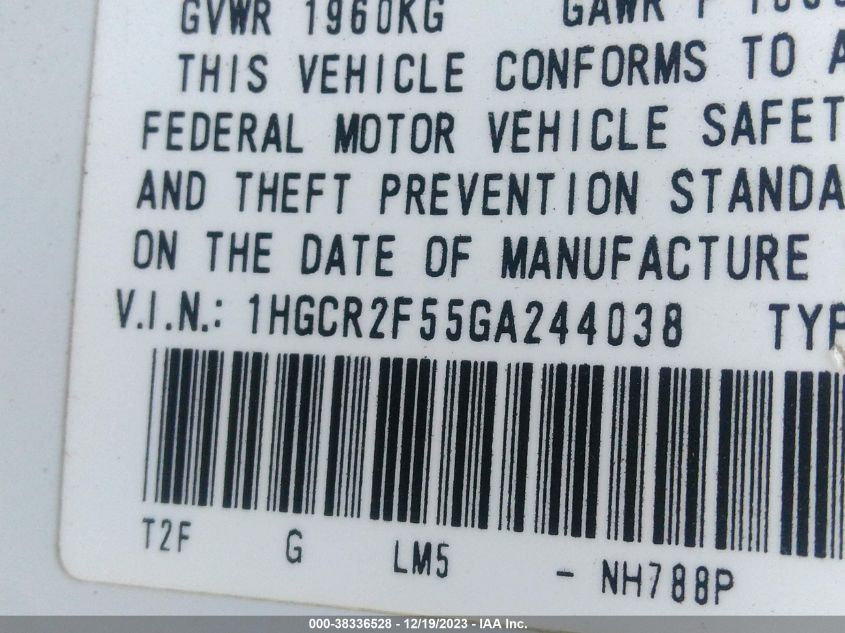 GVWR 1960KG GAWR F
THIS VEHICLE CONFORMS TO A
FEDERAL MOTOR VEHICLE SAFET
AND THEFT PREVENTION STANDA
ON THE DATE OF MANUFACTURE
V.I.N.: 1HGCR2F55GA244038 TYP
T2F G LM5 - NH788P
000-38336528 - 12/19/2023 - IAA Inc.